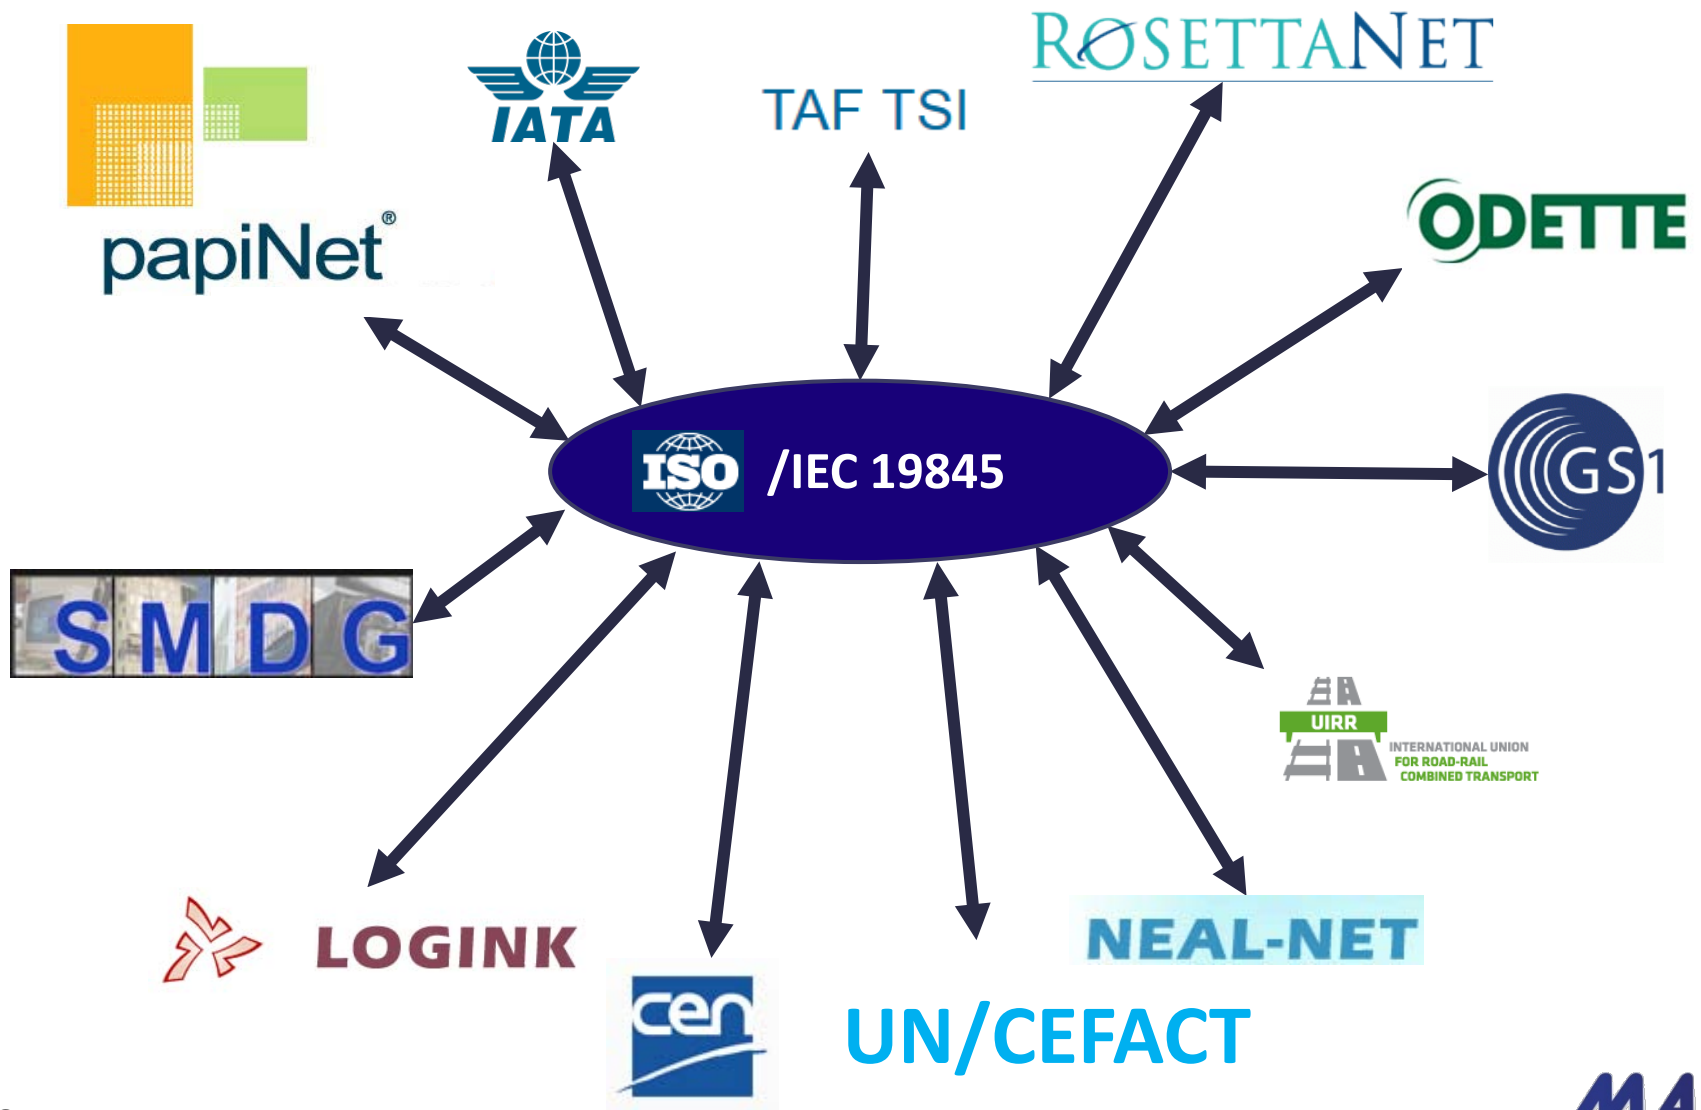 ROSETTANET
IATA
TAF TSI
papiNet®
ODETTE
ISO /IEC 19845
GS1
SMDG
UIRR
INTERNATIONAL UNION
FOR ROAD-RAIL
COMBINED TRANSPORT
LOGINK
NEAL-NET
cen
UN/CEFACT